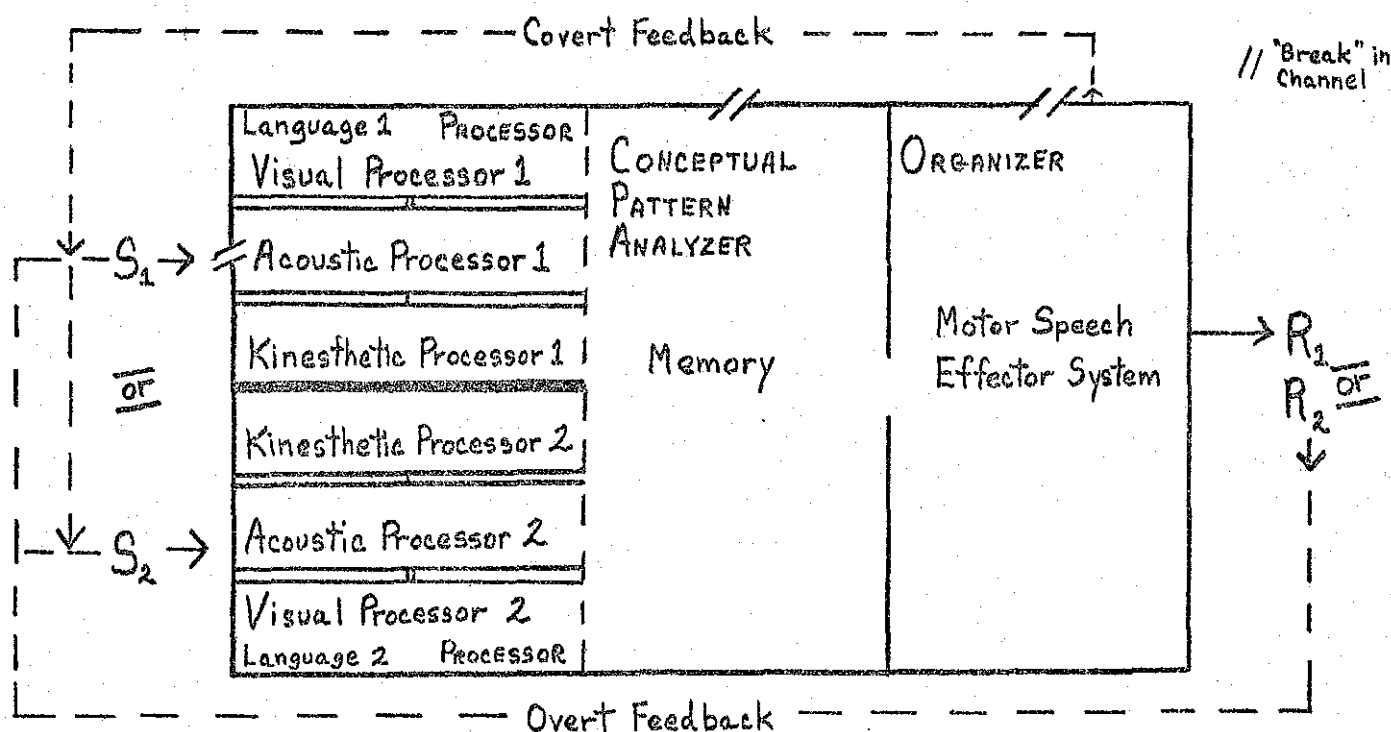 Covert Feedback
// "Break" in
Channel
Language 1 PROCESSOR
Visual Processor 1
Acoustic Processor 1
Kinesthetic Processor 1
Kinesthetic Processor 2
Acoustic Processor 2
Visual Processor 2
Language 2 PROCESSOR
CONCEPTUAL
PATTERN
ANALYZER
Memory
ORGANIZER
Motor Speech
Effector System
S₁
or
S₂
R₁
or
R₂
Overt Feedback